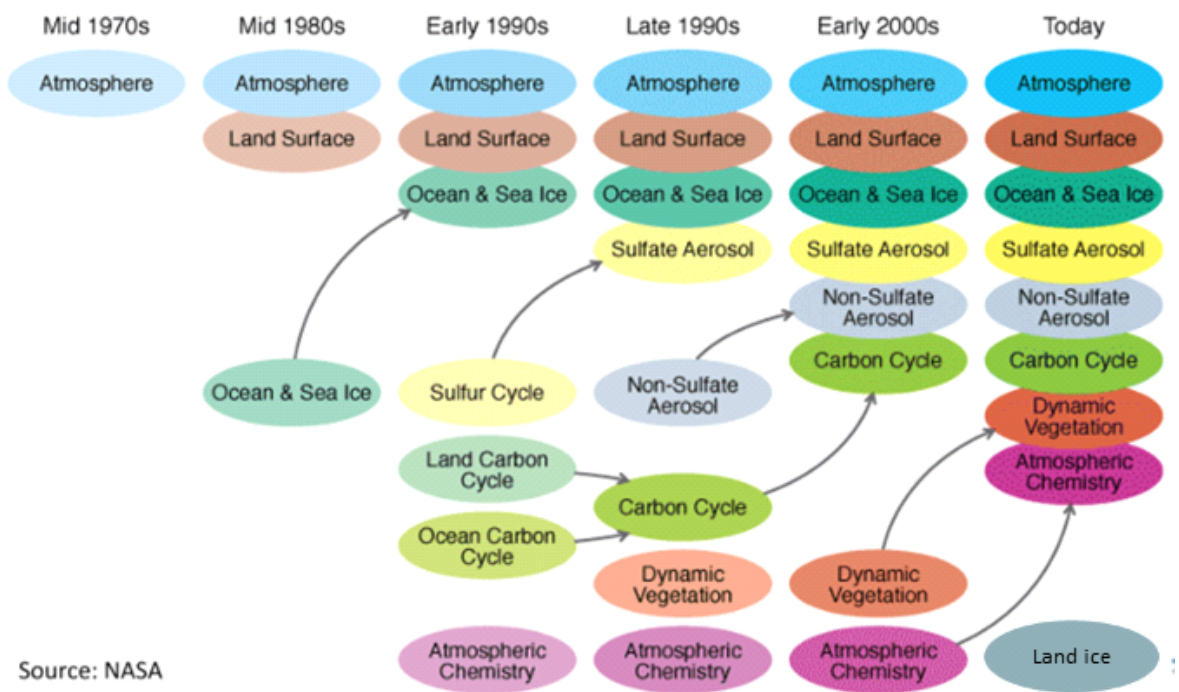 Mid 1970s
Mid 1980s
Early 1990s
Late 1990s
Early 2000s
Today
Atmosphere
Atmosphere
Atmosphere
Atmosphere
Atmosphere
Atmosphere
Land Surface
Land Surface
Land Surface
Land Surface
Land Surface
Ocean & Sea Ice
Ocean & Sea Ice
Ocean & Sea Ice
Ocean & Sea Ice
Sulfate Aerosol
Sulfate Aerosol
Sulfate Aerosol
Non-Sulfate
Aerosol
Non-Sulfate
Aerosol
Carbon Cycle
Carbon Cycle
Ocean & Sea Ice
Sulfur Cycle
Non-Sulfate
Aerosol
Dynamic
Vegetation
Land Carbon
Cycle
Atmospheric
Chemistry
Carbon Cycle
Ocean Carbon
Cycle
Dynamic
Vegetation
Dynamic
Vegetation
Atmospheric
Chemistry
Atmospheric
Chemistry
Atmospheric
Chemistry
Land ice
Source: NASA